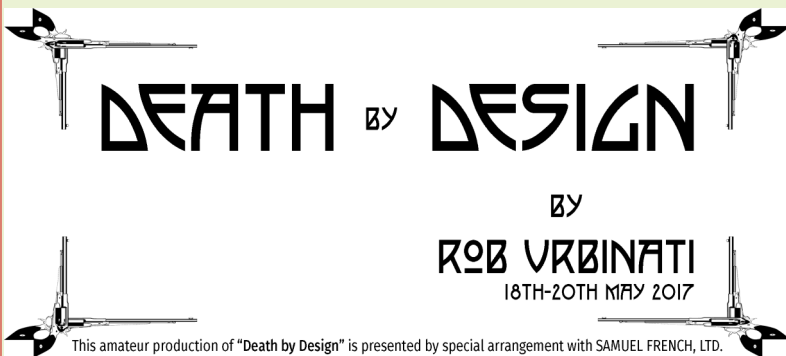 DEATH BY DESIGN
BY
ROB URBINATI
18TH-20TH MAY 2017
This amateur production of “Death by Design” is presented by special arrangement with SAMUEL FRENCH, LTD.